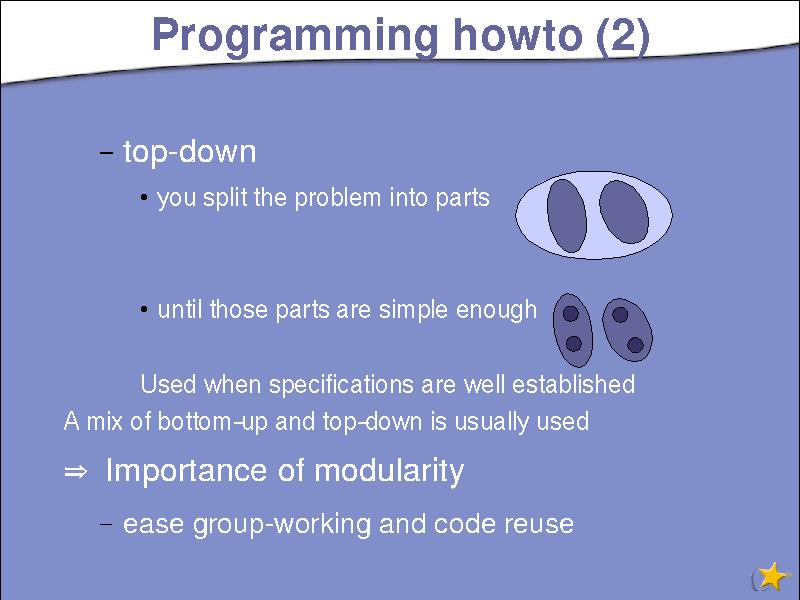 Programming howto (2)
– top-down
• you split the problem into parts
• until those parts are simple enough
Used when specifications are well established
A mix of bottom-up and top-down is usually used
⇒ Importance of modularity
– ease group-working and code reuse